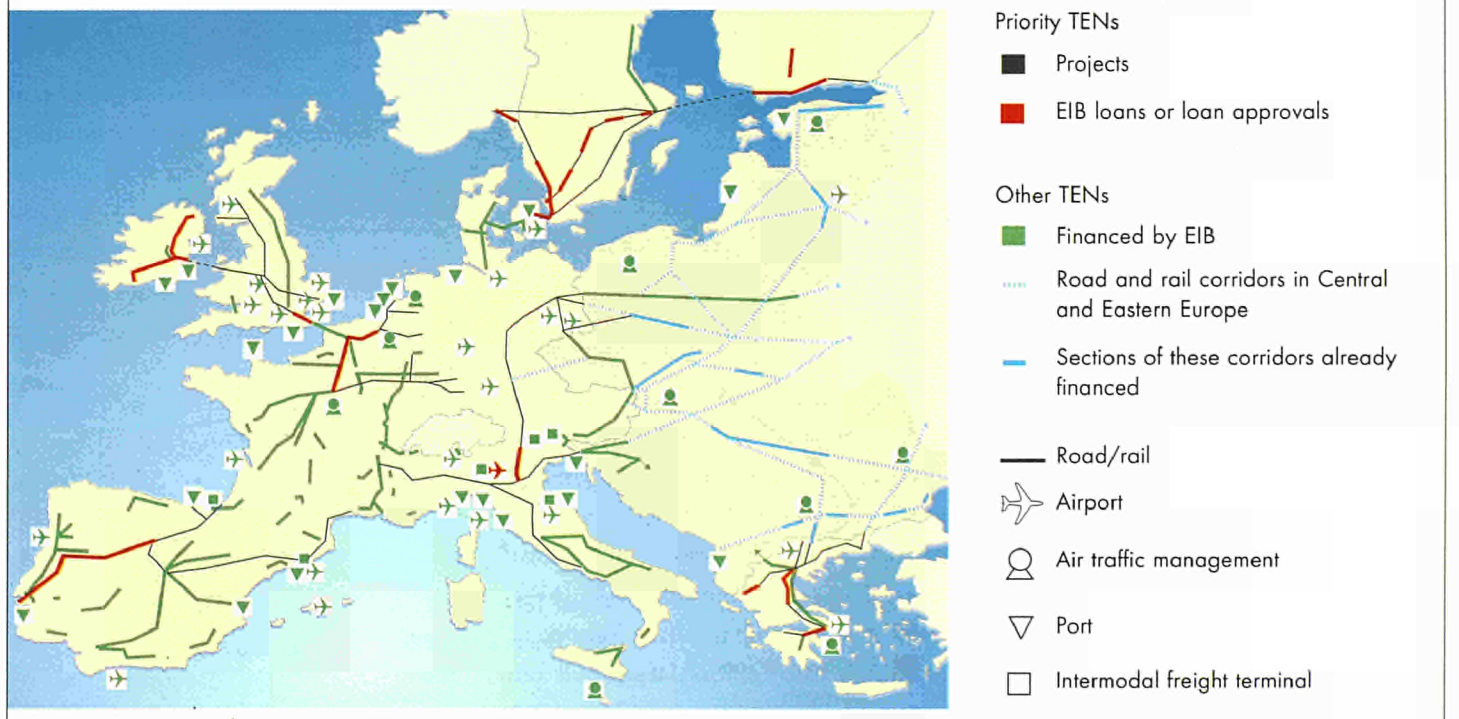 Priority TENs
Projects
EIB loans or loan approvals
Other TENs
Financed by EIB
Road and rail corridors in Central
and Eastern Europe
Sections of these corridors already
financed
Road/rail
Airport
Air traffic management
Port
Intermodal freight terminal